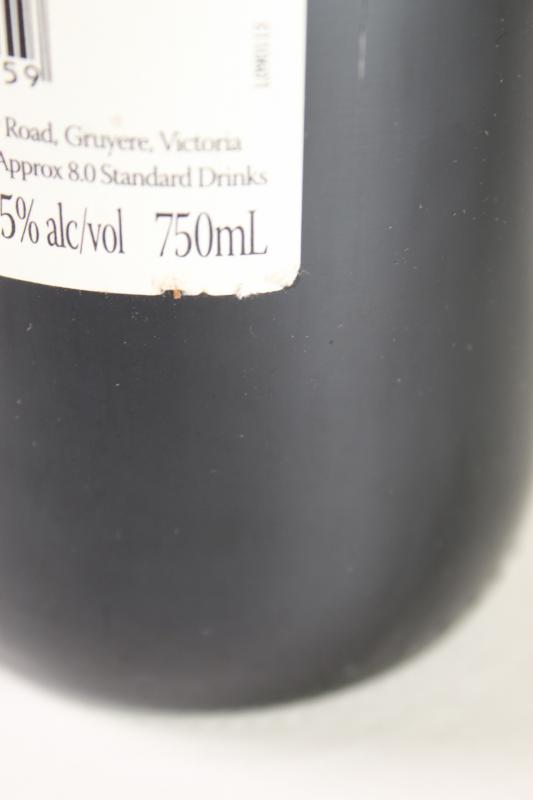 59
Road, Gruyere, Victoria
Approx 8.0 Standard Drinks
5% alc/vol 750mL